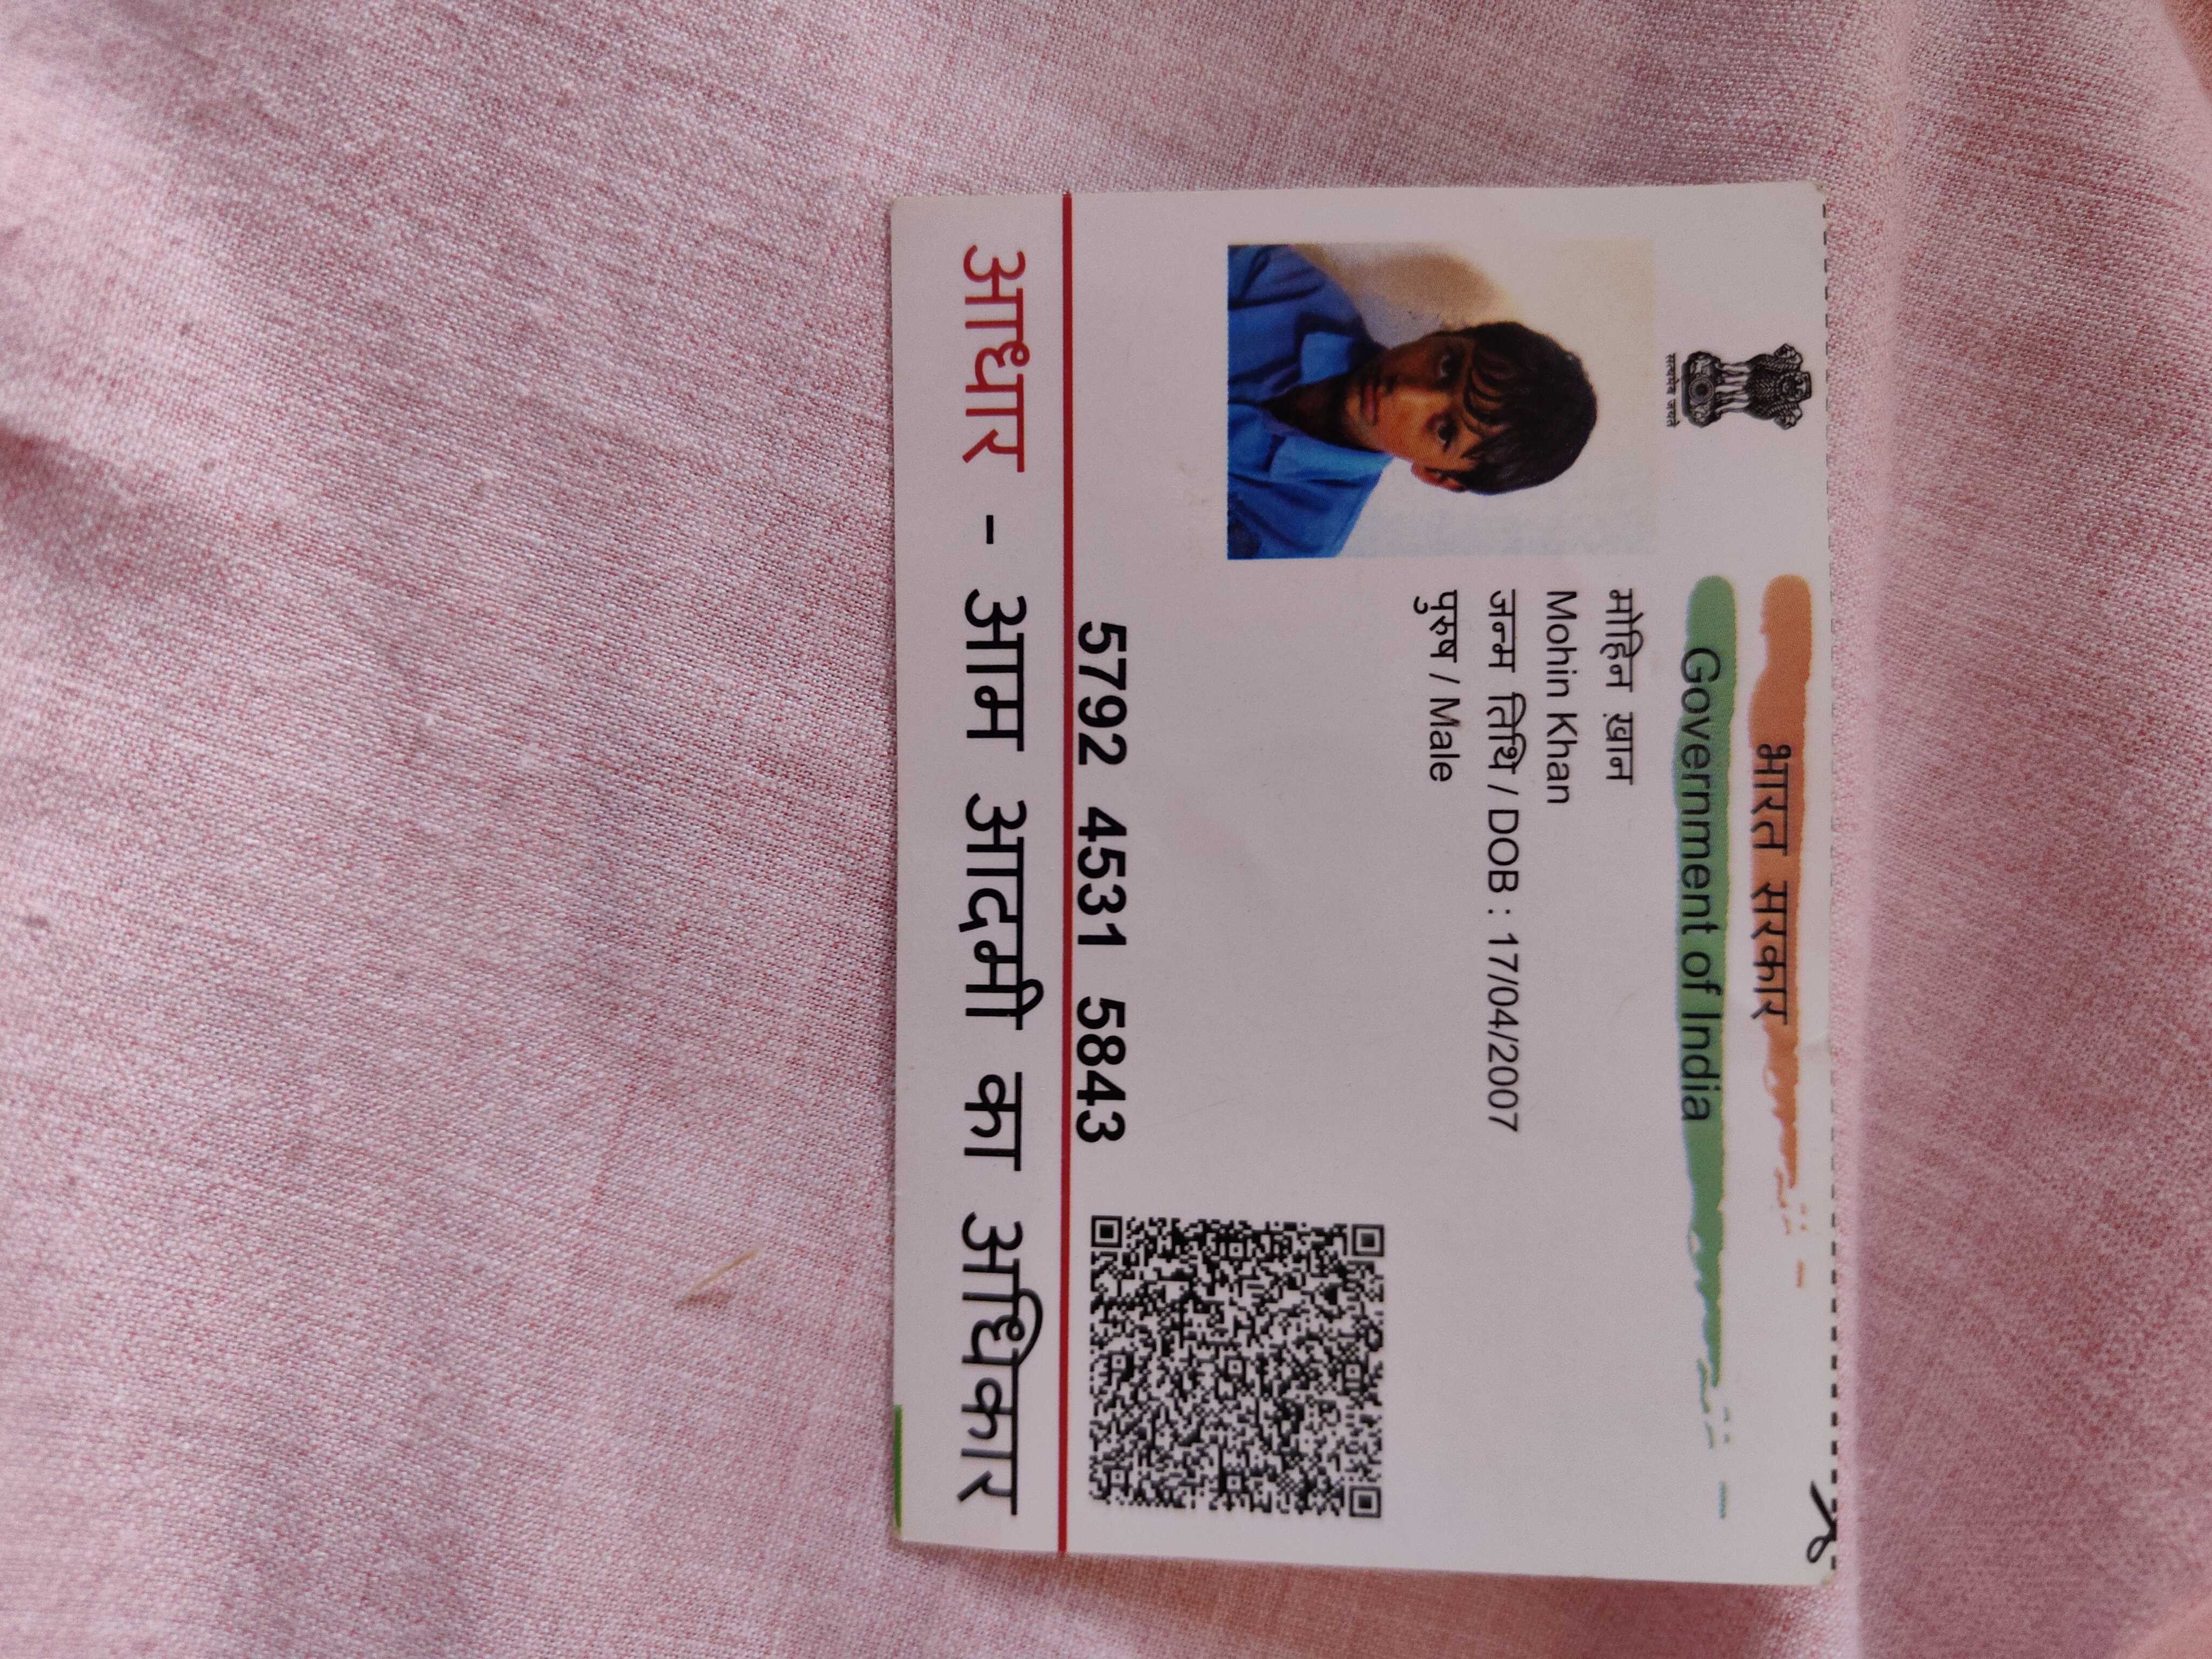 भारत सरकार
Government of India
सत्यमेव जयते
मोहिन ख़ान
Mohin Khan
जन्म तिथि / DOB : 17/04/2007
पुरुष / Male
5792 4531 5843
आधार - आम आदमी का अधिकार